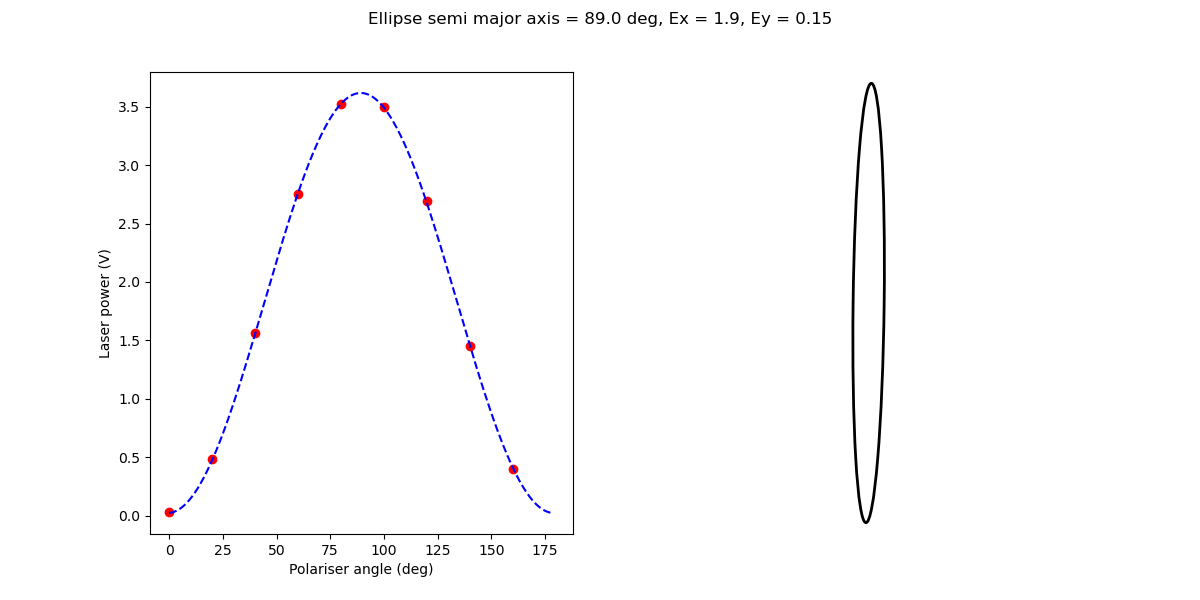 Ellipse semi major axis = 89.0 deg, Ex = 1.9, Ey = 0.15
3.5
3.0
2.5
2.0
1.5
1.0
0.5
0.0
Laser power (V)
0 25 50 75 100 125 150 175
Polariser angle (deg)